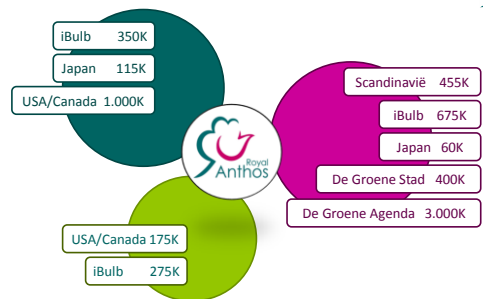 iBulb 350K
Japan 115K
USA/Canada 1.000K
Royal
Anthos
Scandinavië 455K
iBulb 675K
Japan 60K
De Groene Stad 400K
De Groene Agenda 3.000K
USA/Canada 175K
iBulb 275K